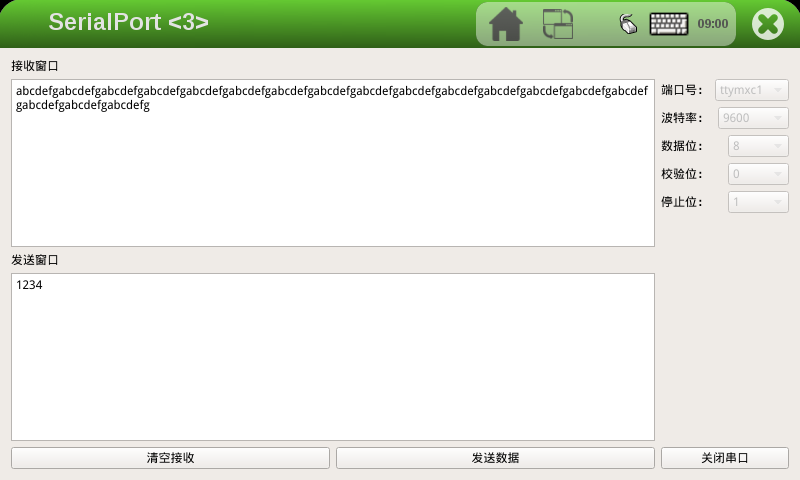 SerialPort <3>
09:00
接收窗口
abcdefgabcdefgabcdefgabcdefgabcdefgabcdefgabcdefgabcdefgabcdefgabcdefgabcdefgabcdefgabcdefgabcdefgabcdef
gabcdefgabcdefgabcdefg
端口号: ttymxc1
波特率: 9600
数据位: 8
校验位: 0
停止位: 1
发送窗口
1234
清空接收
发送数据
关闭串口